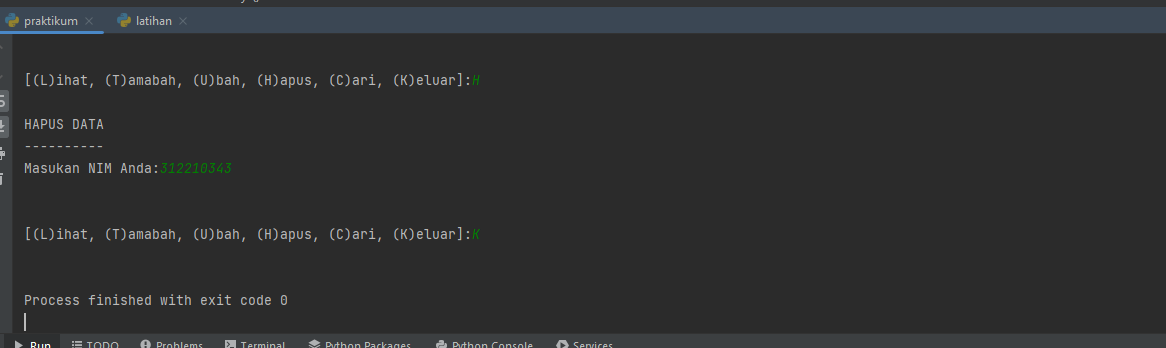 praktikum latihan
[(L)ihat, (T)amabah, (U)bah, (H)apus, (C)ari, (K)eluar]:H
HAPUS DATA
----------
Masukan NIM Anda:312210343
[(L)ihat, (T)amabah, (U)bah, (H)apus, (C)ari, (K)eluar]:K
Process finished with exit code 0
Run TODO Problems Terminal Python Packages Python Console Services